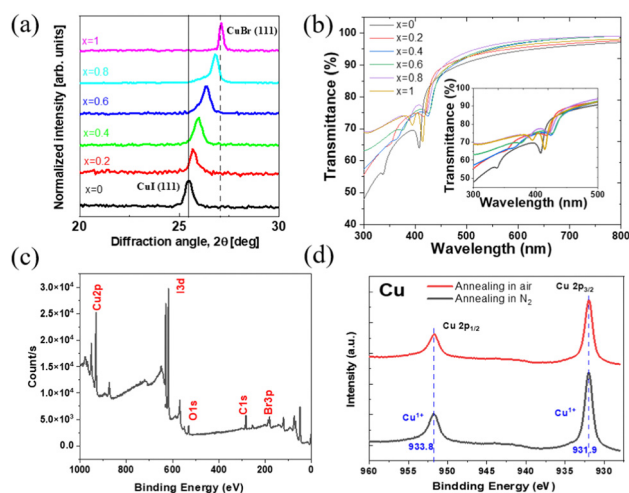 (a)
Normalized intensity [arb. units]
CuBr (111)
x=1
x=0.8
x=0.6
x=0.4
x=0.2
x=0
CuI (111)
20 22 24 26 28 30
Diffraction angle, 2θ [deg]
(b)
Transmittance (%)
100
90
80
70
60
50
40
x=0
x=0.2
x=0.4
x=0.6
x=0.8
x=1
Transmittance (%)
100
90
80
70
60
50
300 400 500
Wavelength (nm)
300 400 500 600 700 800
Wavelength (nm)
(c)
Count/s
3.0×10⁴
2.5×10⁴
2.0×10⁴
1.5×10⁴
1.0×10⁴
5.0×10³
0.0
Cu2p
I3d
O1s
C1s
Br3p
1000 800 600 400 200 0
Binding Energy (eV)
(d)
Intensity (a.u.)
Cu
Annealing in air
Annealing in N₂
Cu 2p₃/₂
Cu 2p₁/₂
Cu¹⁺
933.8
Cu¹⁺
931.9
960 955 950 945 940 935 930
Bindding Energy (eV)